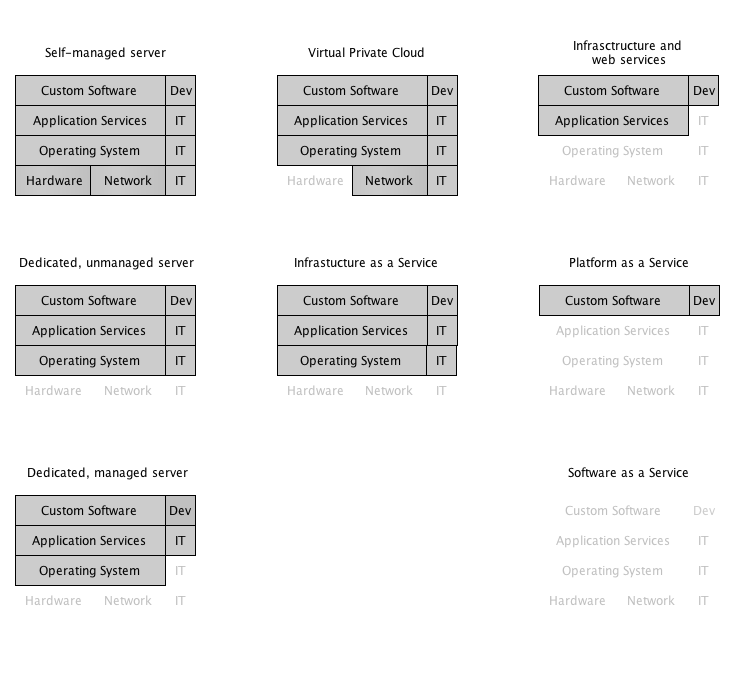 Self-managed server
Custom Software Dev
Application Services IT
Operating System IT
Hardware Network IT
Virtual Private Cloud
Custom Software Dev
Application Services IT
Operating System IT
Hardware Network IT
Infrasctructure and
web services
Custom Software Dev
Application Services IT
Operating System IT
Hardware Network IT
Dedicated, unmanaged server
Custom Software Dev
Application Services IT
Operating System IT
Hardware Network IT
Infrastucture as a Service
Custom Software Dev
Application Services IT
Operating System IT
Hardware Network IT
Platform as a Service
Custom Software Dev
Application Services IT
Operating System IT
Hardware Network IT
Dedicated, managed server
Custom Software Dev
Application Services IT
Operating System IT
Hardware Network IT
Software as a Service
Custom Software Dev
Application Services IT
Operating System IT
Hardware Network IT